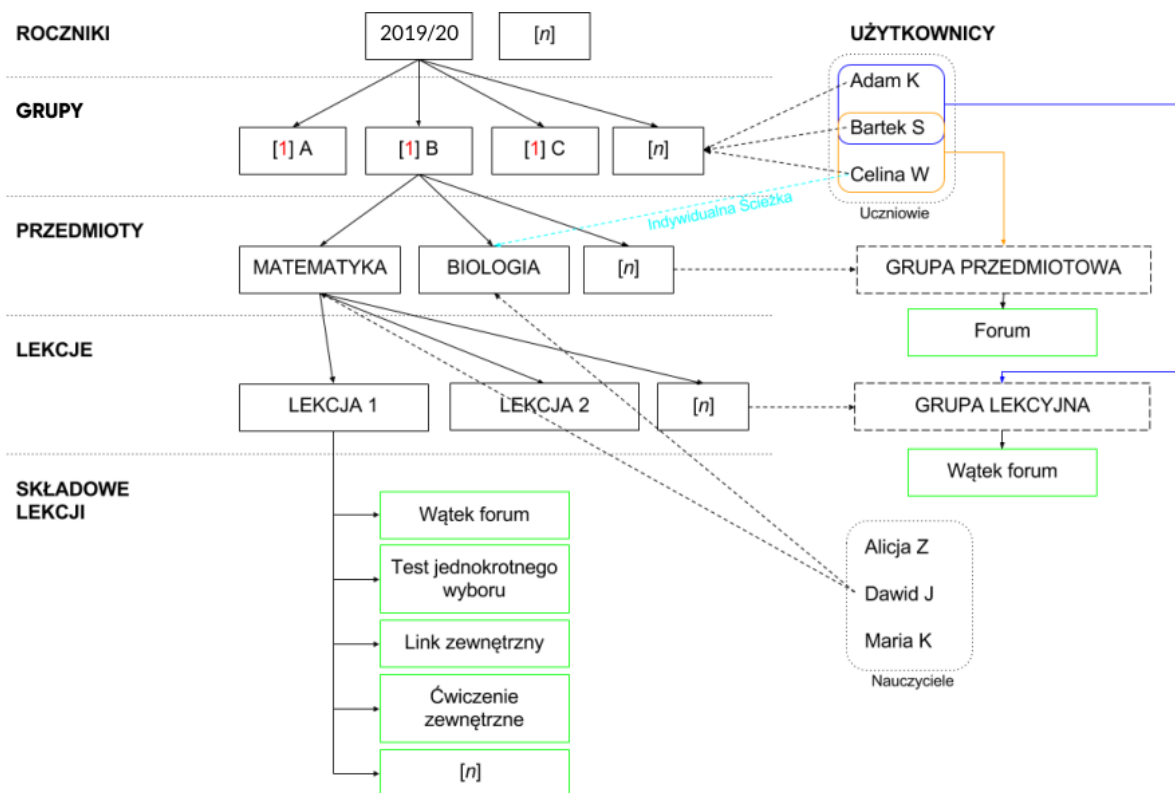 ROCZNIKI
2019/20
[n]
UŻYTKOWNICY
Adam K
GRUPY
Bartek S
[1] A
[1] B
[1] C
[n]
Celina W
Indywidualna Ścieżka
Uczniowie
PRZEDMIOTY
MATEMATYKA
BIOLOGIA
[n]
GRUPA PRZEDMIOTOWA
Forum
LEKCJE
LEKCJA 1
LEKCJA 2
[n]
GRUPA LEKCYJNA
Wątek forum
SKŁADOWE
LEKCJI
Wątek forum
Test jednokrotnego
wyboru
Link zewnętrzny
Ćwiczenie
zewnętrzne
[n]
Alicja Z
Dawid J
Maria K
Nauczyciele